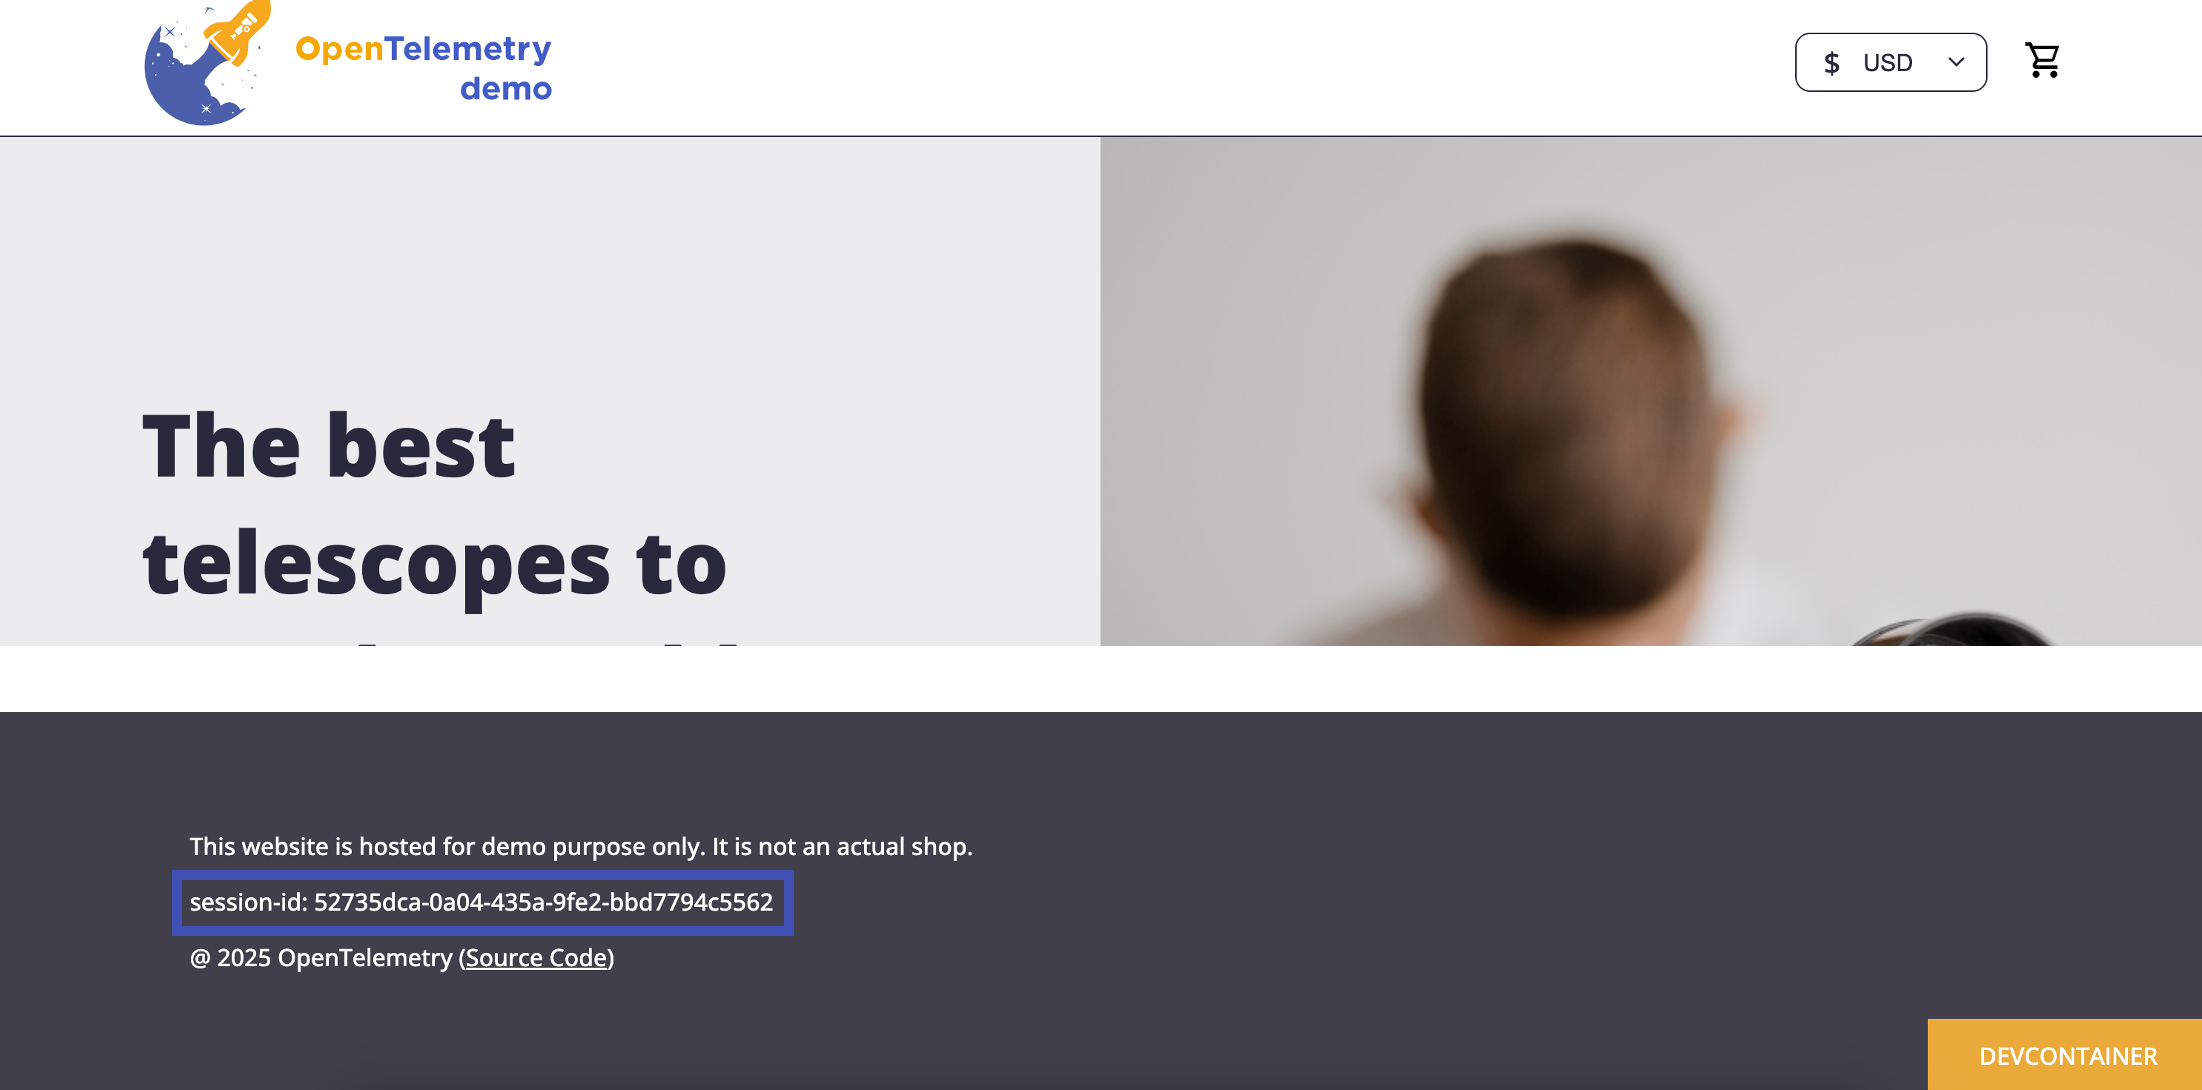 OpenTelemetry
demo
$ USD
The best
telescopes to
This website is hosted for demo purpose only. It is not an actual shop.
session-id: 52735dca-0a04-435a-9fe2-bbd7794c5562
@ 2025 OpenTelemetry (Source Code)
DEVCONTAINER